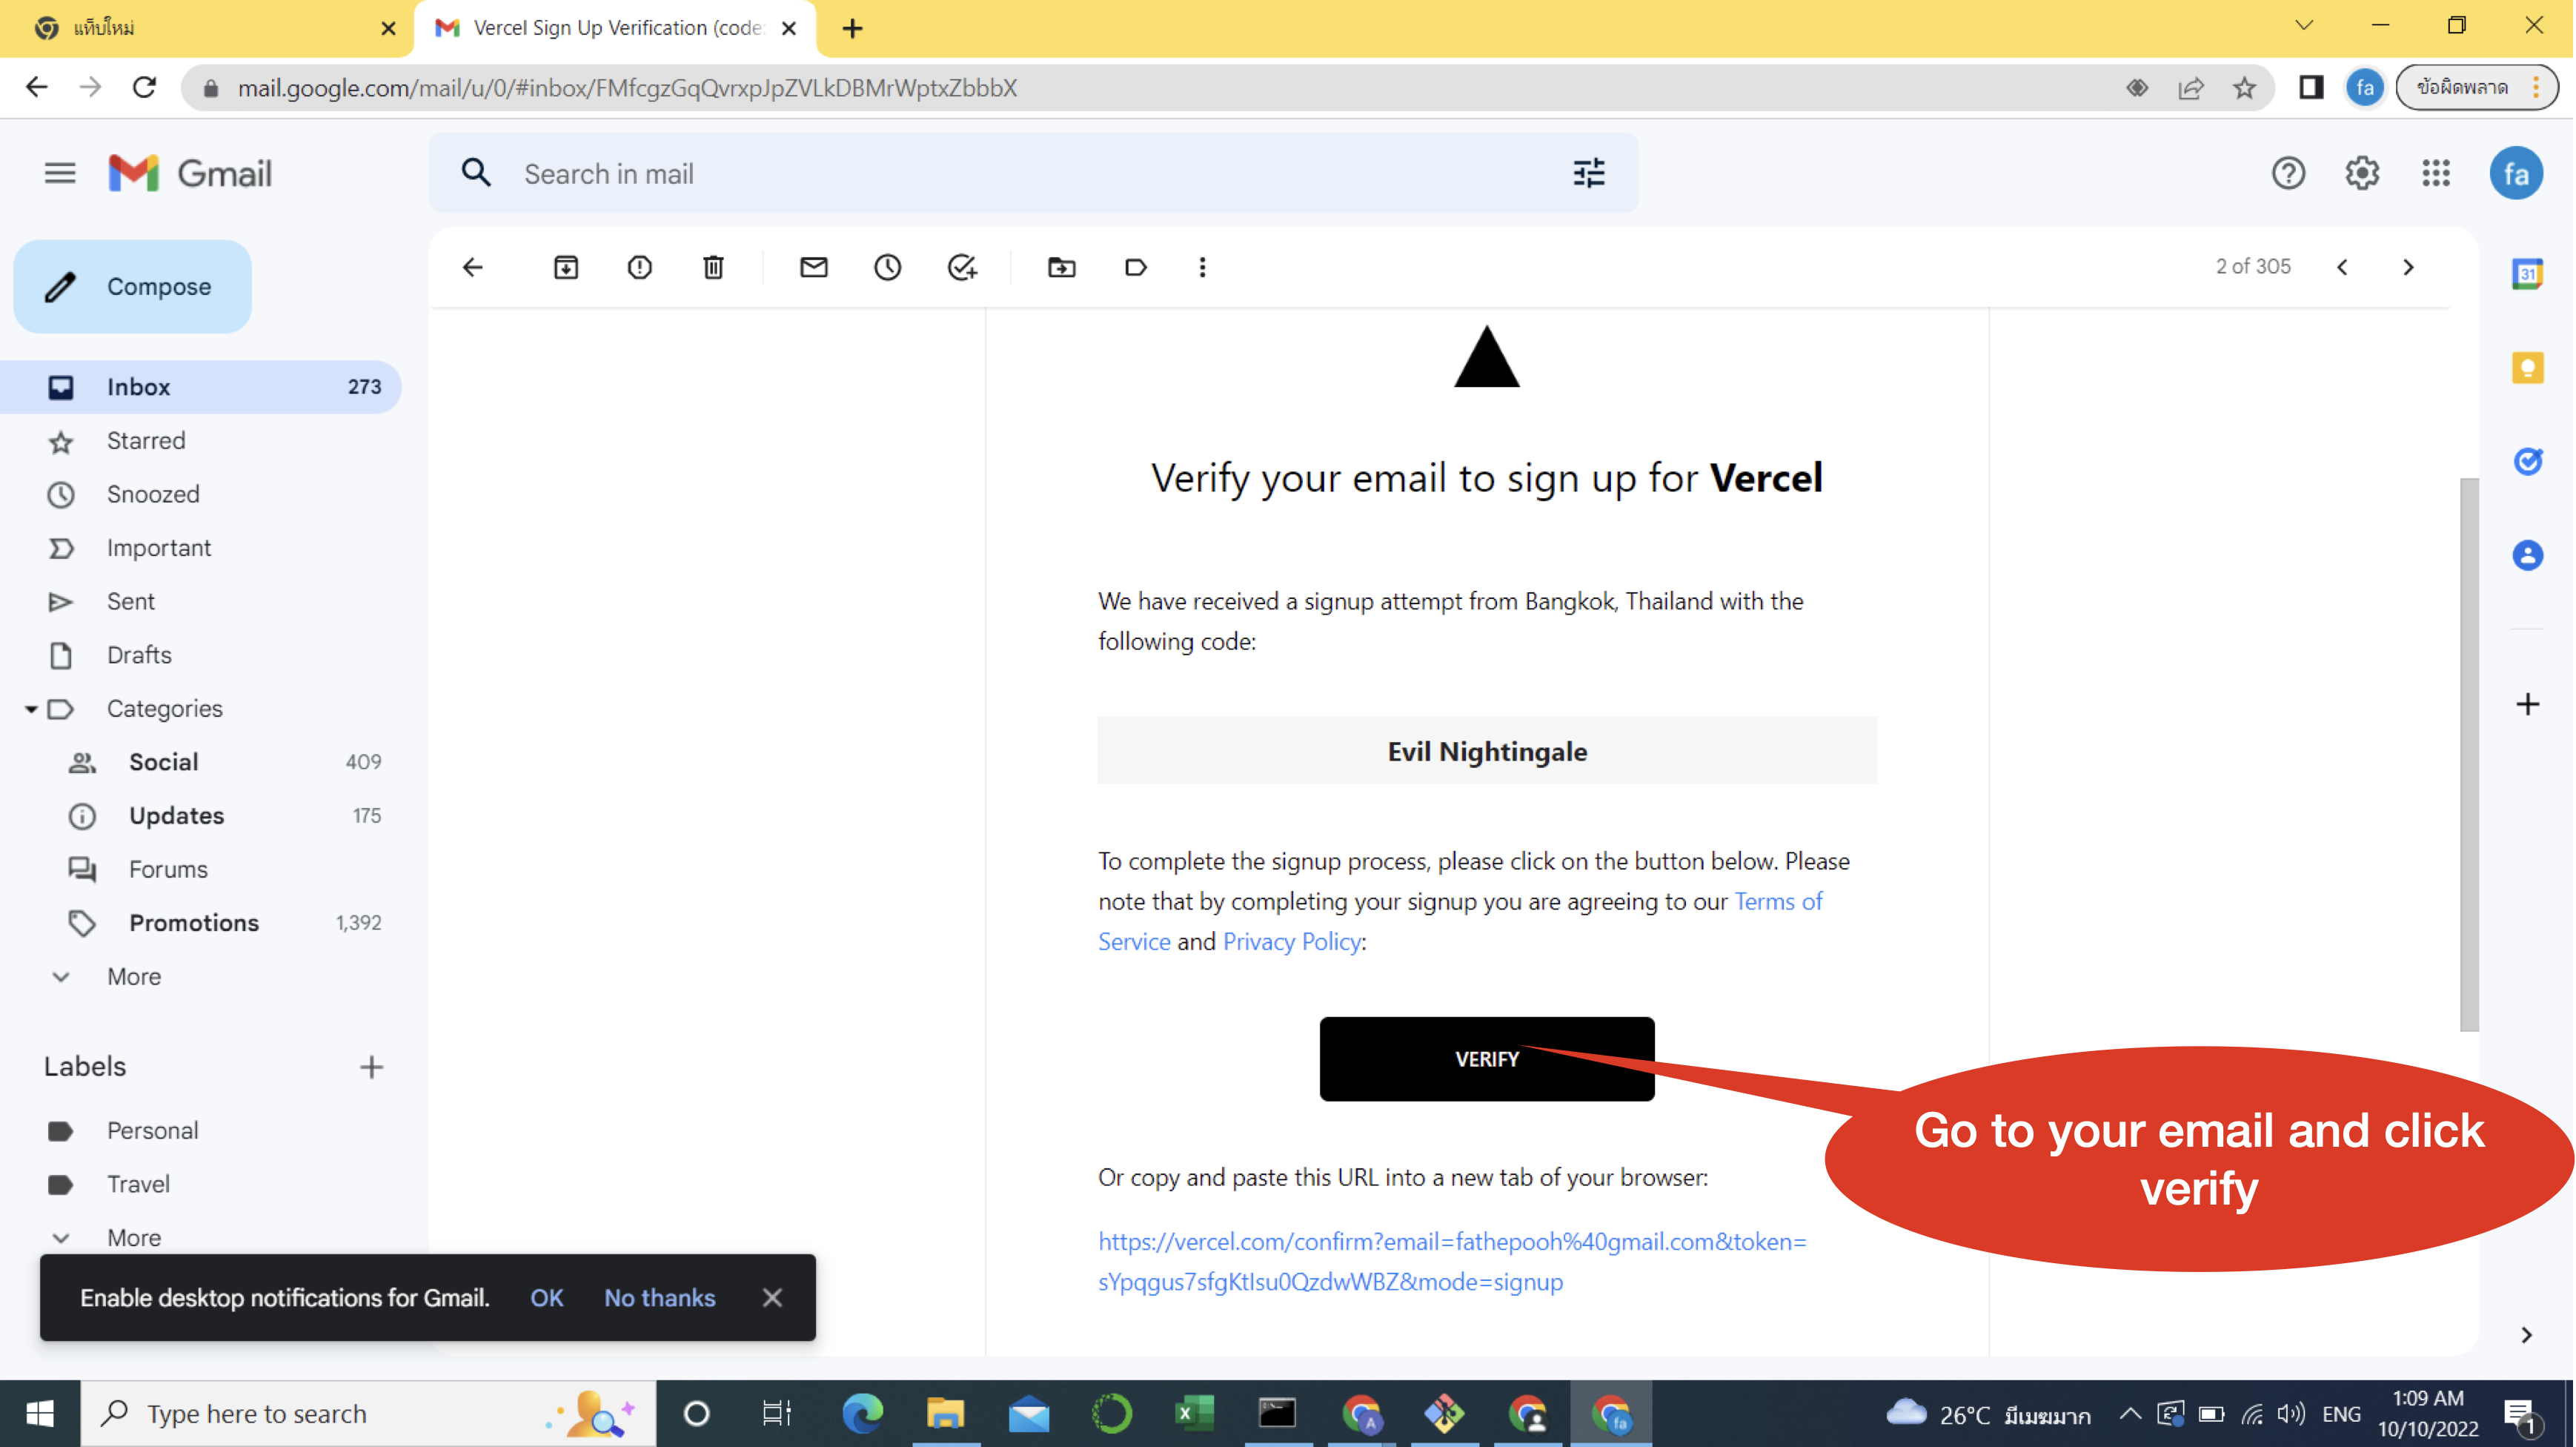 แท็บใหม่
Vercel Sign Up Verification (code:
mail.google.com/mail/u/0/#inbox/FMfcgzGqQvrxpJpZVLkDBMrWptxZbbbX
fa
ข้อผิดพลาด
Gmail
Search in mail
fa
Compose
2 of 305
31
Inbox 273
Starred
Snoozed
Important
Sent
Drafts
Categories
Social 409
Updates 175
Forums
Promotions 1,392
More
Labels
Personal
Travel
More
Verify your email to sign up for Vercel
We have received a signup attempt from Bangkok, Thailand with the
following code:
Evil Nightingale
To complete the signup process, please click on the button below. Please
note that by completing your signup you are agreeing to our Terms of
Service and Privacy Policy:
VERIFY
Go to your email and click
verify
Or copy and paste this URL into a new tab of your browser:
https://vercel.com/confirm?email=fathepooh%40gmail.com&token=
sYpqgus7sfgKtIsu0QzdwWBZ&mode=signup
Enable desktop notifications for Gmail. OK No thanks
Type here to search
26°C มีเมฆมาก
ENG
1:09 AM
10/10/2022
1